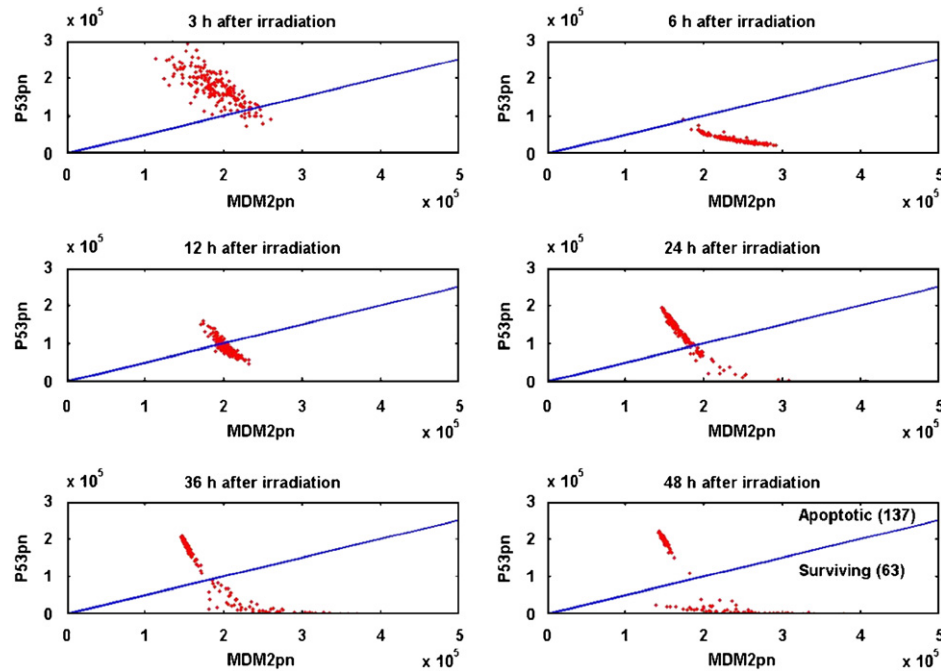 3 h after irradiation
x 10^5
3
2
1
0
P53pn
0 1 2 3 4 5
MDM2pn
x 10^5
6 h after irradiation
x 10^5
3
2
1
0
P53pn
0 1 2 3 4 5
MDM2pn
x 10^5
12 h after irradiation
x 10^5
3
2
1
0
P53pn
0 1 2 3 4 5
MDM2pn
x 10^5
24 h after irradiation
x 10^5
3
2
1
0
P53pn
0 1 2 3 4 5
MDM2pn
x 10^5
36 h after irradiation
x 10^5
3
2
1
0
P53pn
0 1 2 3 4 5
MDM2pn
x 10^5
48 h after irradiation
x 10^5
3
2
1
0
P53pn
Apoptotic (137)
Surviving (63)
0 1 2 3 4 5
MDM2pn
x 10^5